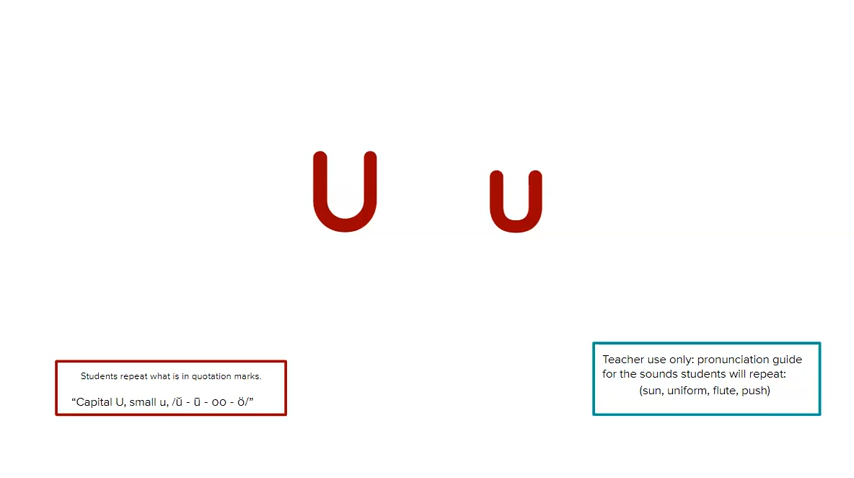 U u
Students repeat what is in quotation marks.
“Capital U, small u, /ŭ - ū - oo - ö/”
Teacher use only: pronunciation guide
for the sounds students will repeat:
(sun, uniform, flute, push)